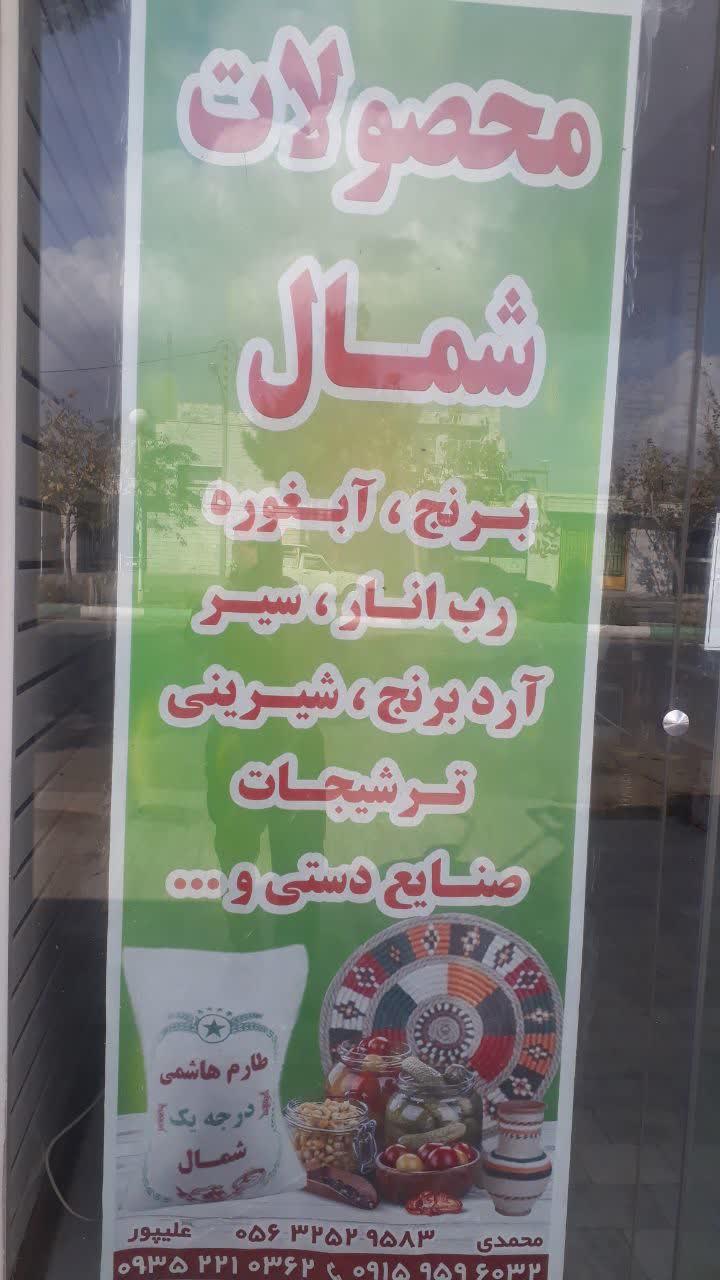 محصولات
شمال
برنج ، آبغوره
رب انار ، سیر
آرد برنج ، شیرینی
ترشیجات
صنایع دستی و ...
طارم هاشمی
درجه یک
شمال
محمدی ۰۵۶ ۳۲۵۲ ۹۵۸۳ علیپور
۰۹۳۵ ۲۲۱ ۰۳۶۲ ۰۹۱۵ ۹۵۹ ۶۰۳۲